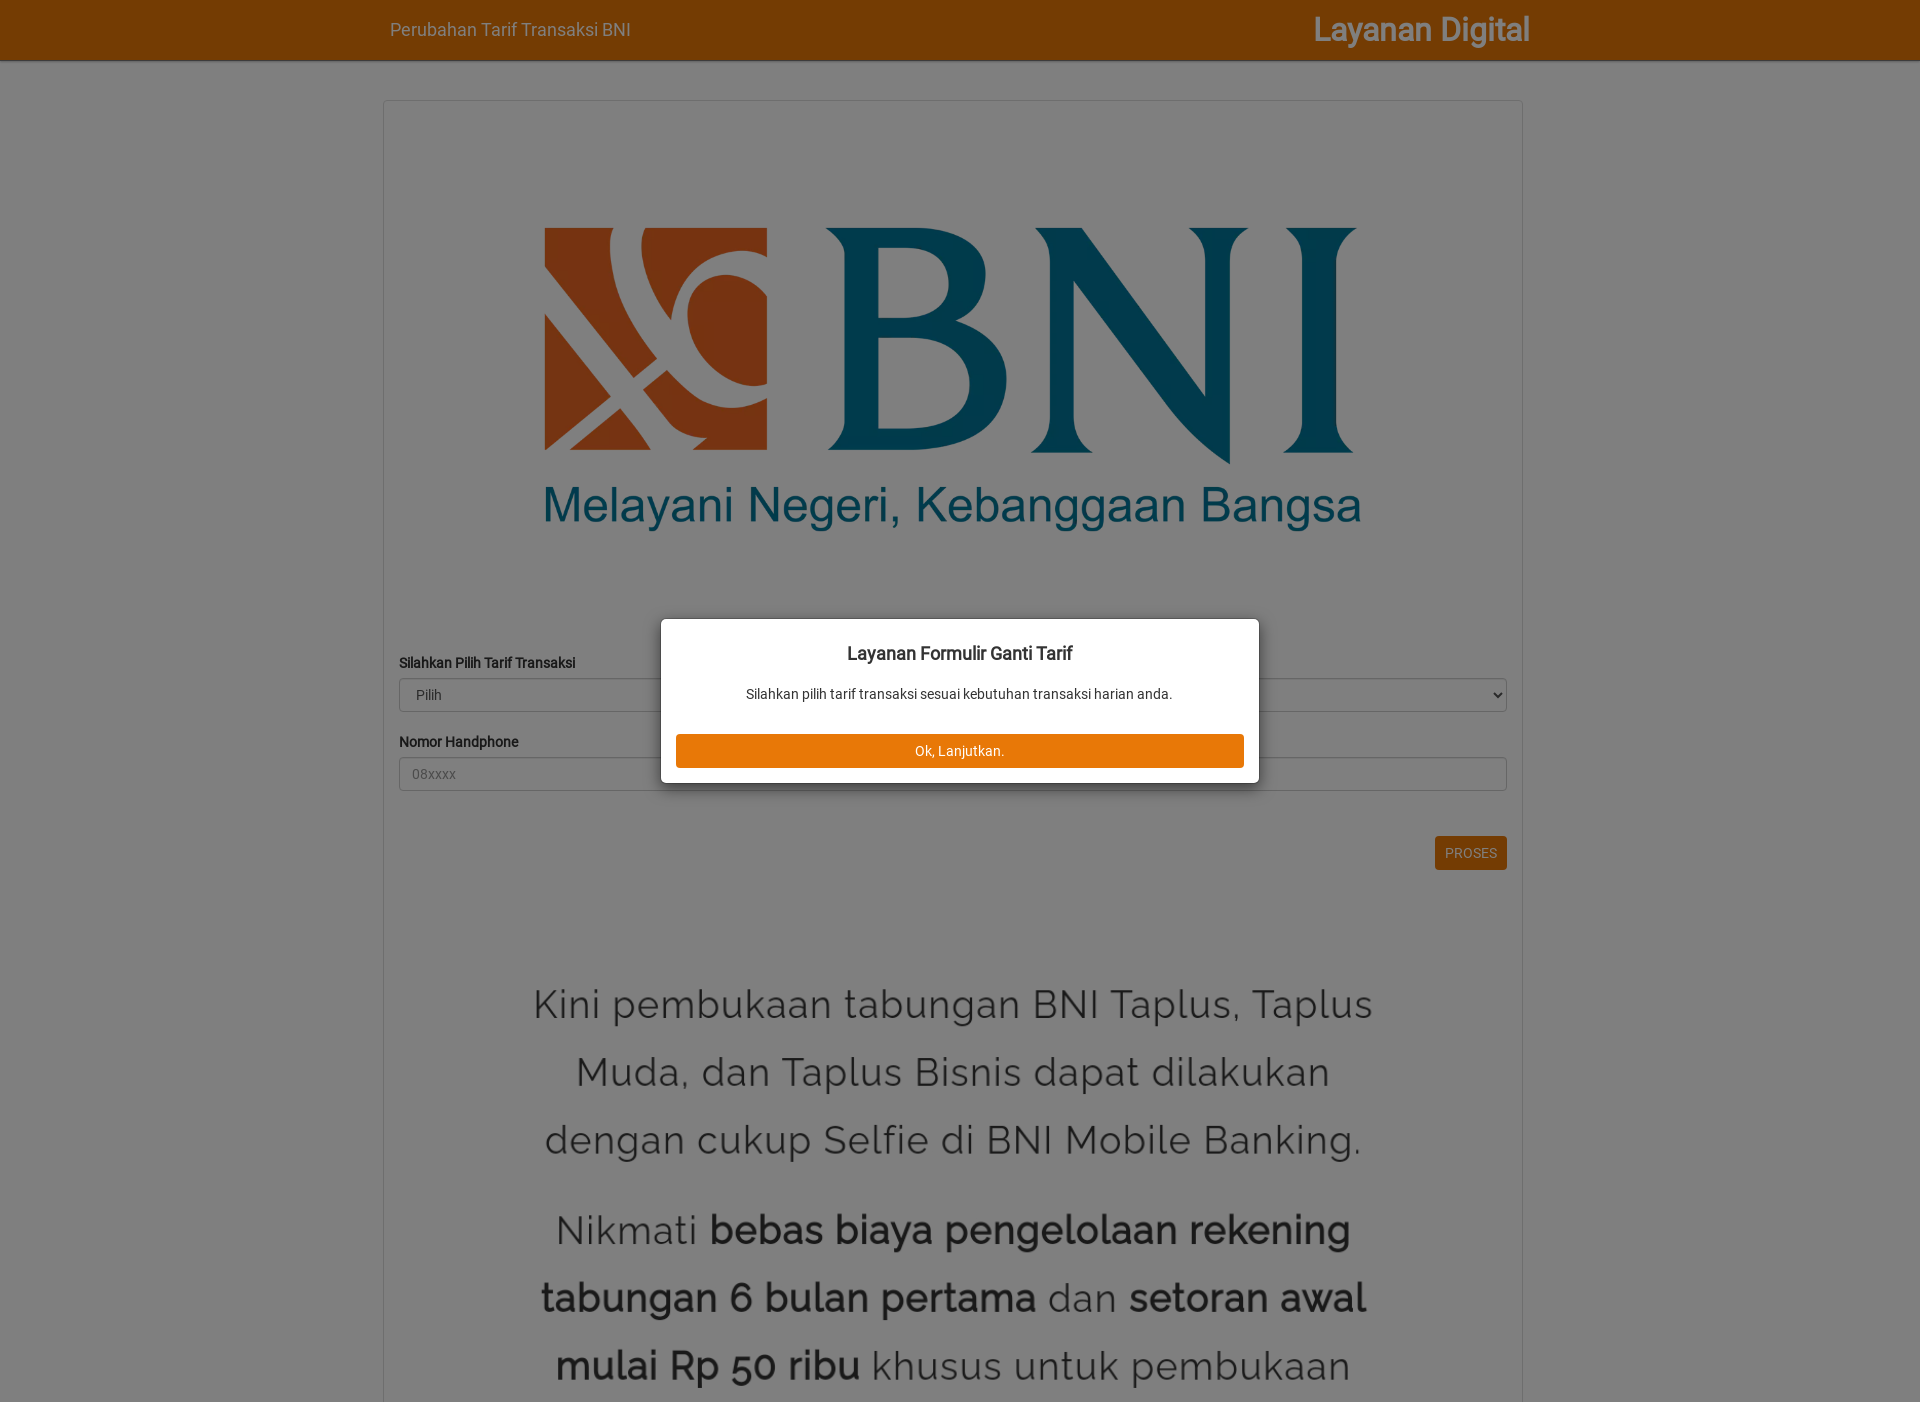 Perubahan Tarif Transaksi BNI
Layanan Digital
BNI
Melayani Negeri, Kebanggaan Bangsa
Layanan Formulir Ganti Tarif
Silahkan pilih tarif transaksi sesuai kebutuhan transaksi harian anda.
Ok, Lanjutkan.
Silahkan Pilih Tarif Transaksi
Pilih
Nomor Handphone
08xxxx
PROSES
Kini pembukaan tabungan BNI Taplus, Taplus
Muda, dan Taplus Bisnis dapat dilakukan
dengan cukup Selfie di BNI Mobile Banking.
Nikmati bebas biaya pengelolaan rekening
tabungan 6 bulan pertama dan setoran awal
mulai Rp 50 ribu khusus untuk pembukaan